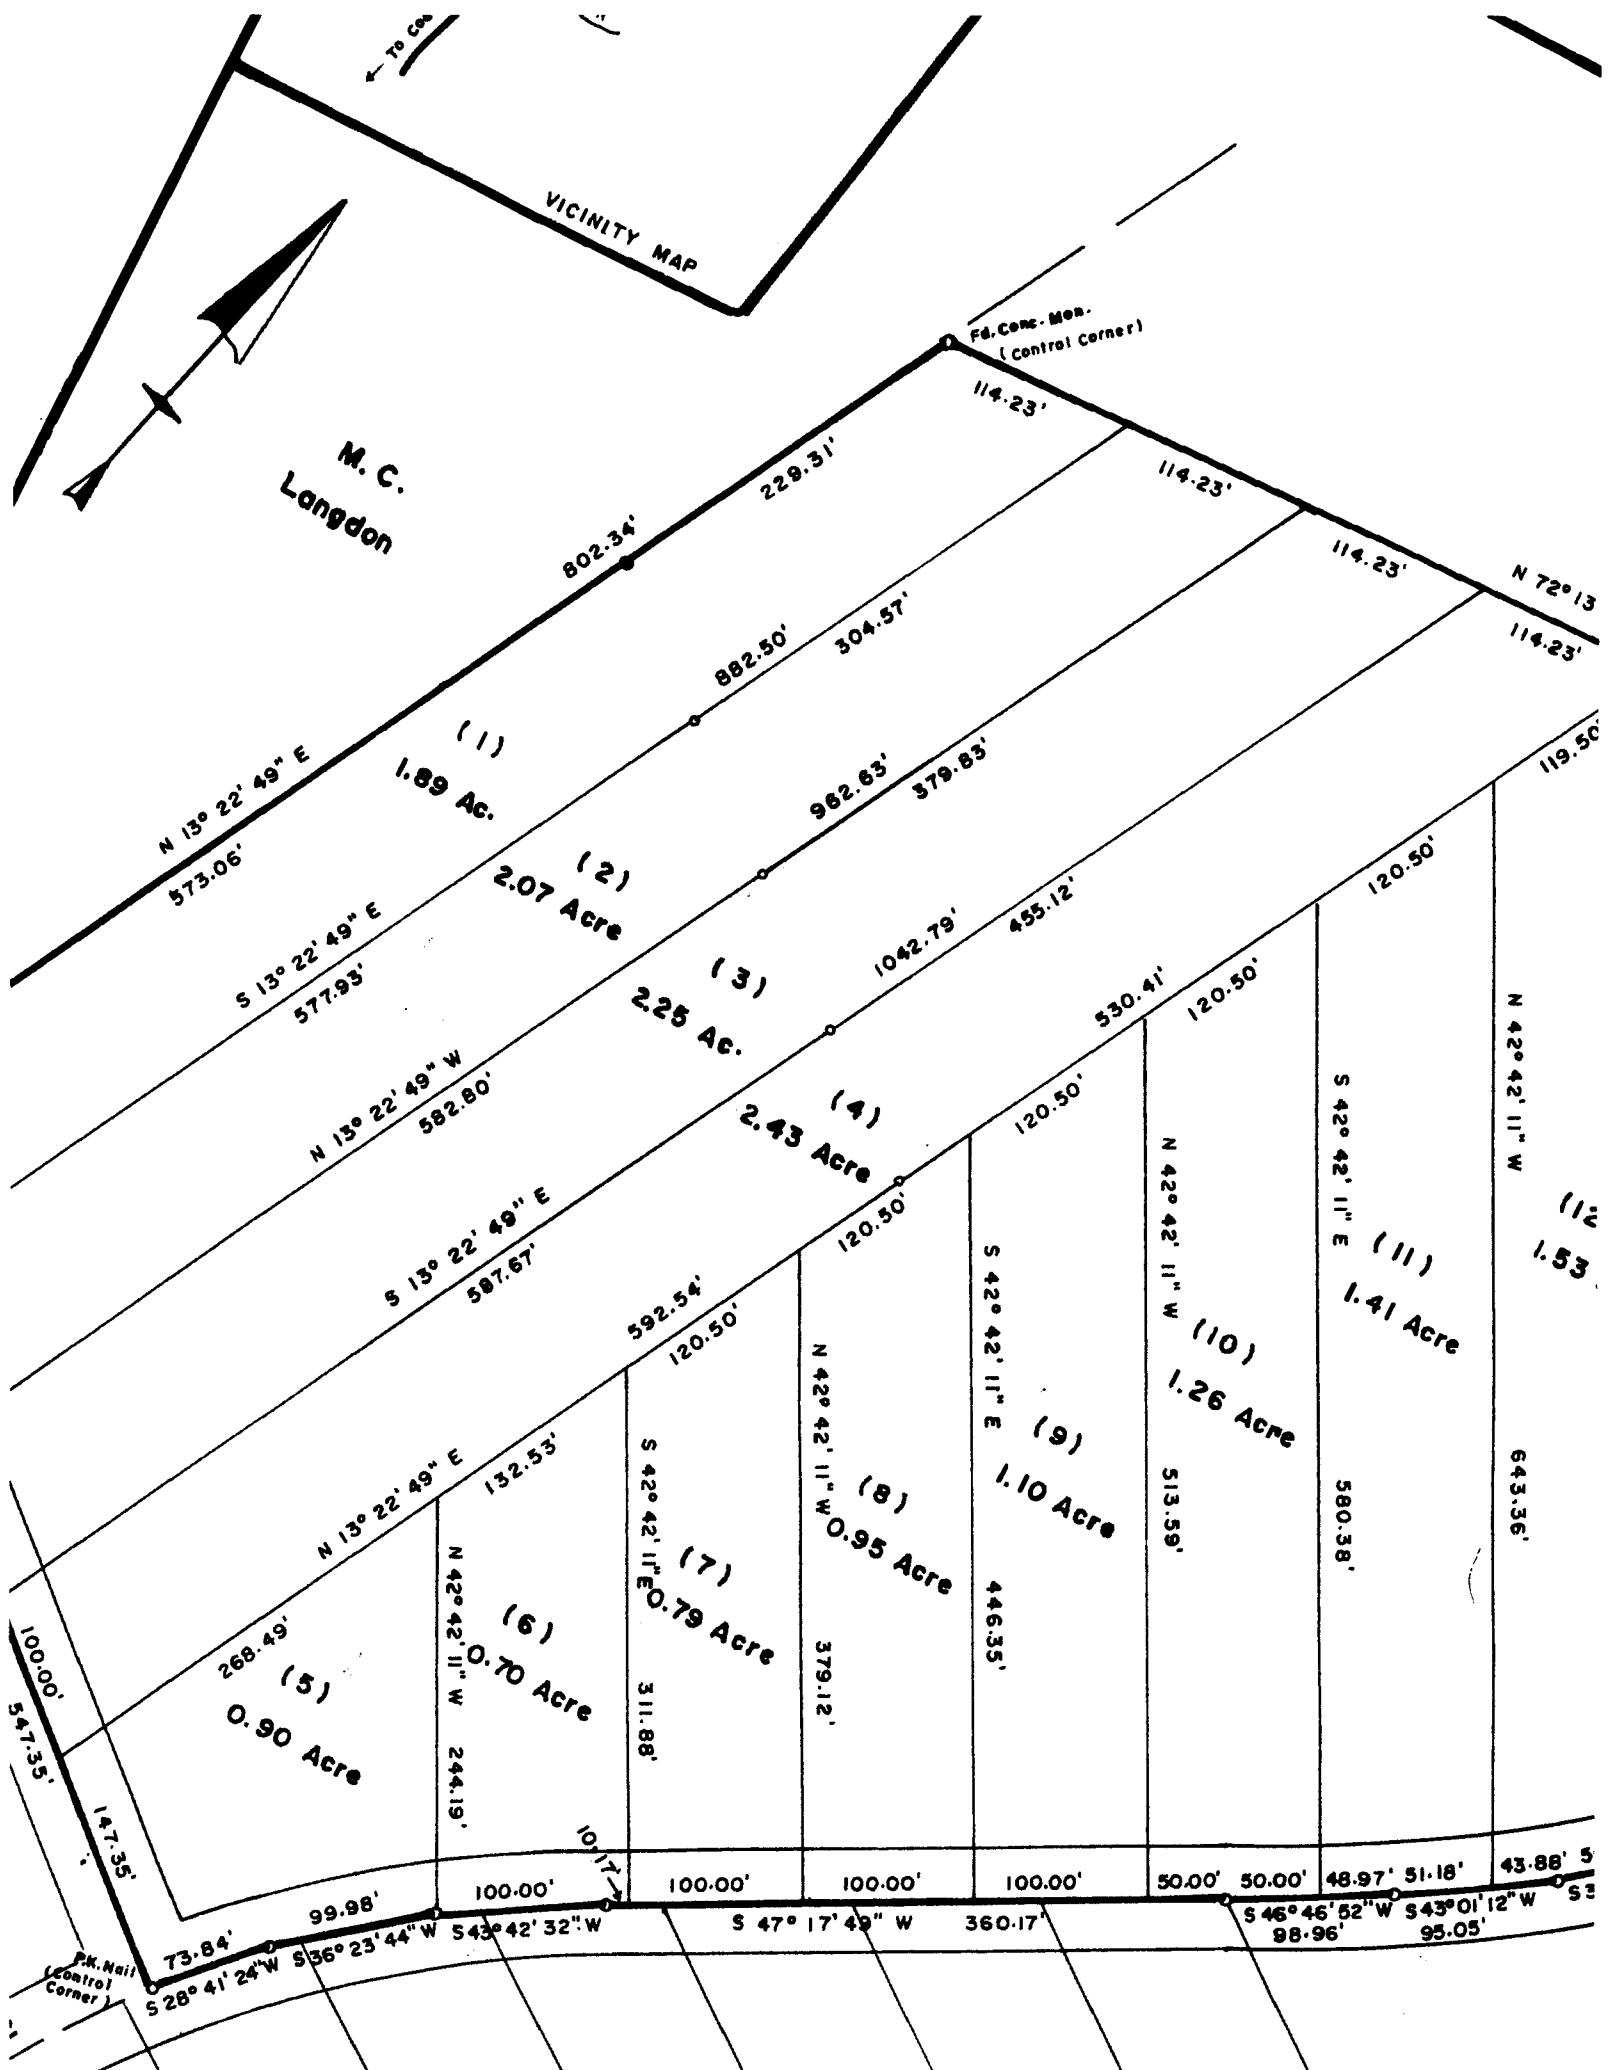 ← TO
VICINITY MAP
Fd. Conc. Mon.
(Control Corner)
M. C.
Langdon
114.23'
114.23'
114.23'
114.23'
N 72° 13
229.31'
802.34'
N 13° 22' 49" E
573.06'
(1)
1.89 Ac.
882.50'
304.57'
S 13° 22' 49" E
577.93'
(2)
2.07 Acre
962.63'
379.83'
N 13° 22' 49" W
582.80'
(3)
2.25 Ac.
1042.79'
455.12'
S 13° 22' 49" E
587.67'
(4)
2.43 Acre
119.50
120.50'
530.41'
120.50'
120.50'
120.50'
592.54'
120.50'
N 13° 22' 49" E
132.53'
268.49'
(5)
0.90 Acre
N 42° 42' 11" W 244.19'
(6)
0.70 Acre
S 42° 42' 11" E 311.88'
(7)
0.79 Acre
N 42° 42' 11" W 379.12'
(8)
0.95 Acre
S 42° 42' 11" E 446.35'
(9)
1.10 Acre
N 42° 42' 11" W 513.59'
(10)
1.26 Acre
S 42° 42' 11" E 580.38'
(11)
1.41 Acre
N 42° 42' 11" W 643.36'
(12
1.53
100.00'
547.35'
147.35'
10.17'
73.84'
99.98'
100.00'
100.00'
100.00'
100.00'
50.00'
50.00'
48.97'
51.18'
43.88'
5
S 28° 41' 24" W
S 36° 23' 44" W
S 43° 42' 32" W
S 47° 17' 49" W 360.17'
S 46° 46' 52" W
98.96'
S 43° 01' 12" W
95.05'
S 3
P.K. Nail
(Control
Corner)